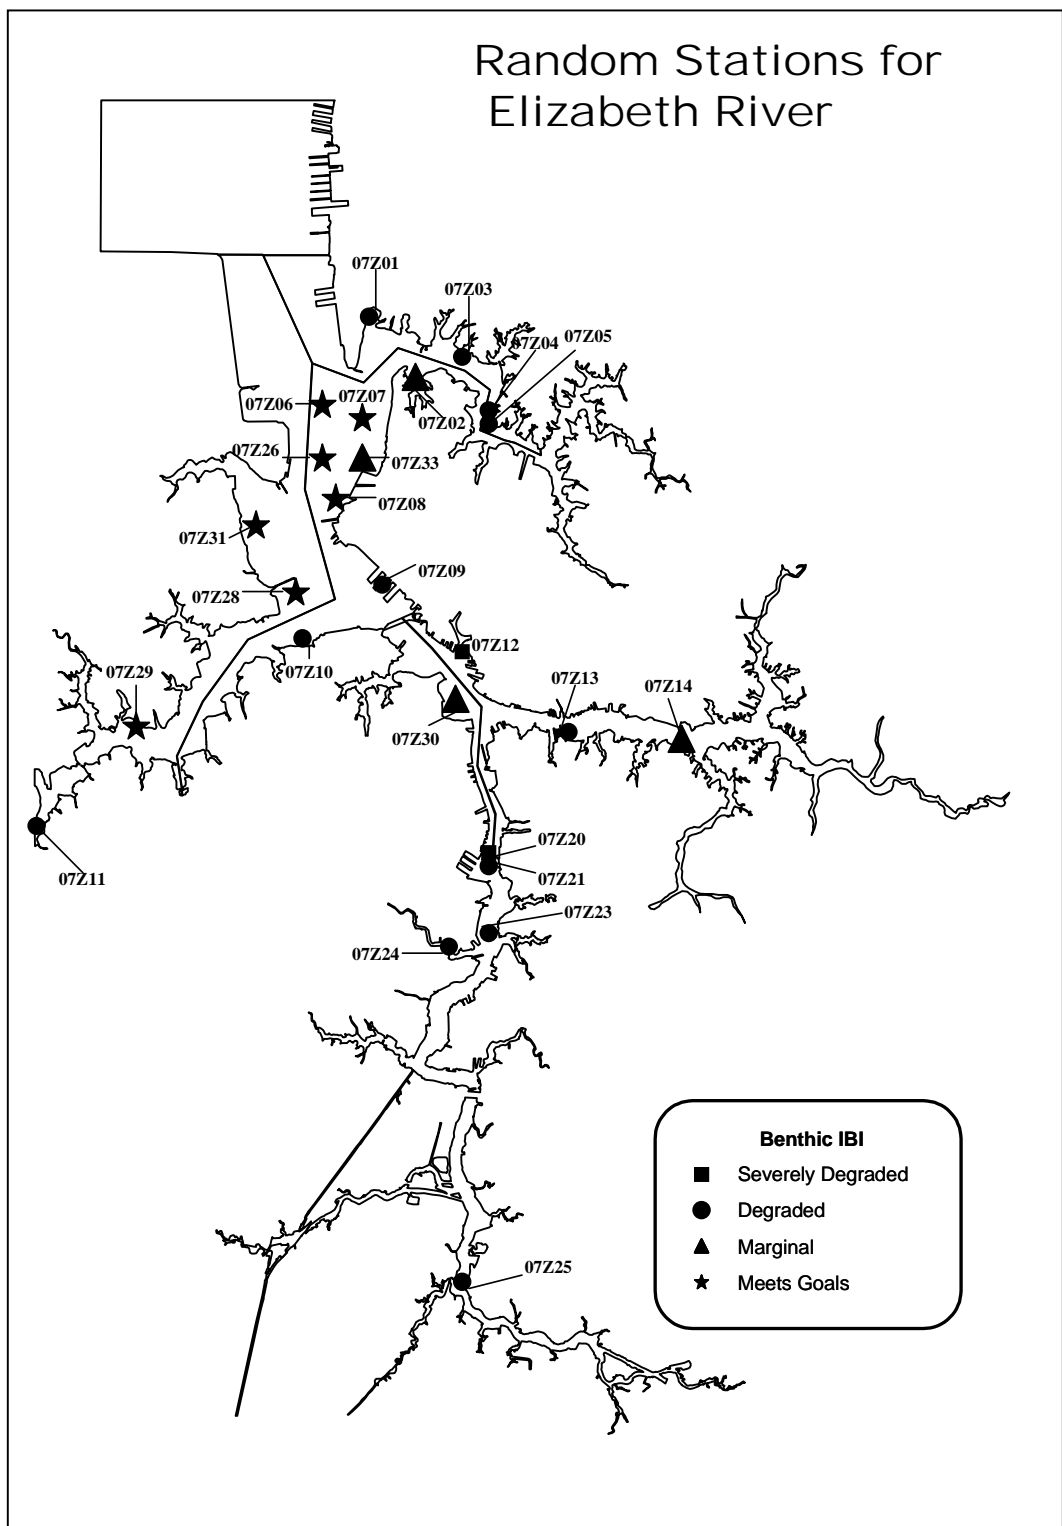 Random Stations for
Elizabeth River
07Z01
07Z03
07Z04
07Z05
07Z06
07Z07
07Z02
07Z26
07Z33
07Z08
07Z31
07Z09
07Z28
07Z12
07Z10
07Z29
07Z13
07Z14
07Z30
07Z20
07Z11
07Z21
07Z23
07Z24
07Z25
Benthic IBI
Severely Degraded
Degraded
Marginal
Meets Goals